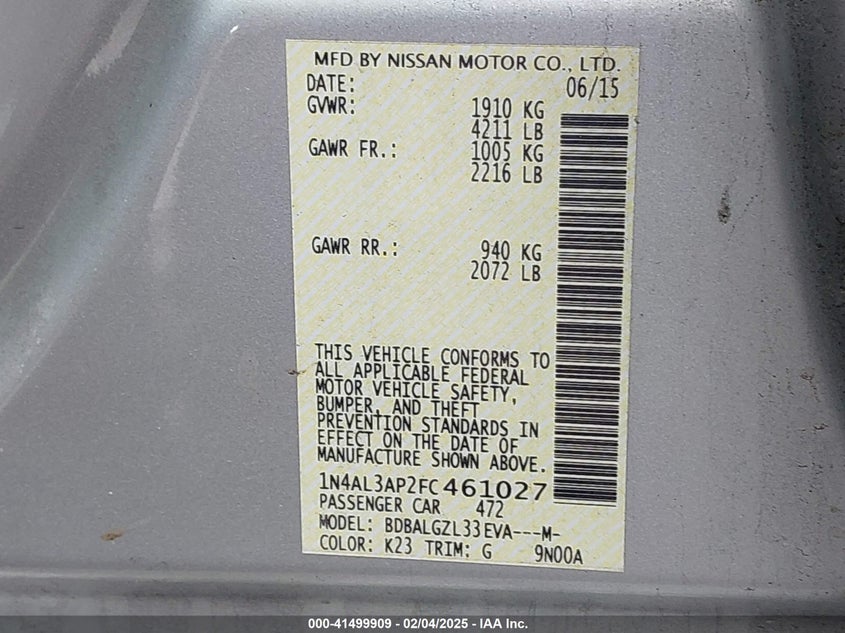 MFD BY NISSAN MOTOR CO., LTD.
DATE: 06/15
GVWR: 1910 KG
4211 LB
GAWR FR.: 1005 KG
2216 LB
GAWR RR.: 940 KG
2072 LB
THIS VEHICLE CONFORMS TO
ALL APPLICABLE FEDERAL
MOTOR VEHICLE SAFETY,
BUMPER, AND THEFT
PREVENTION STANDARDS IN
EFFECT ON THE DATE OF
MANUFACTURE SHOWN ABOVE.
1N4AL3AP2FC461027
PASSENGER CAR 472
MODEL: BDBALGZL33EVA---M-
COLOR: K23 TRIM: G 9N00A
000-41499909 - 02/04/2025 - IAA Inc.